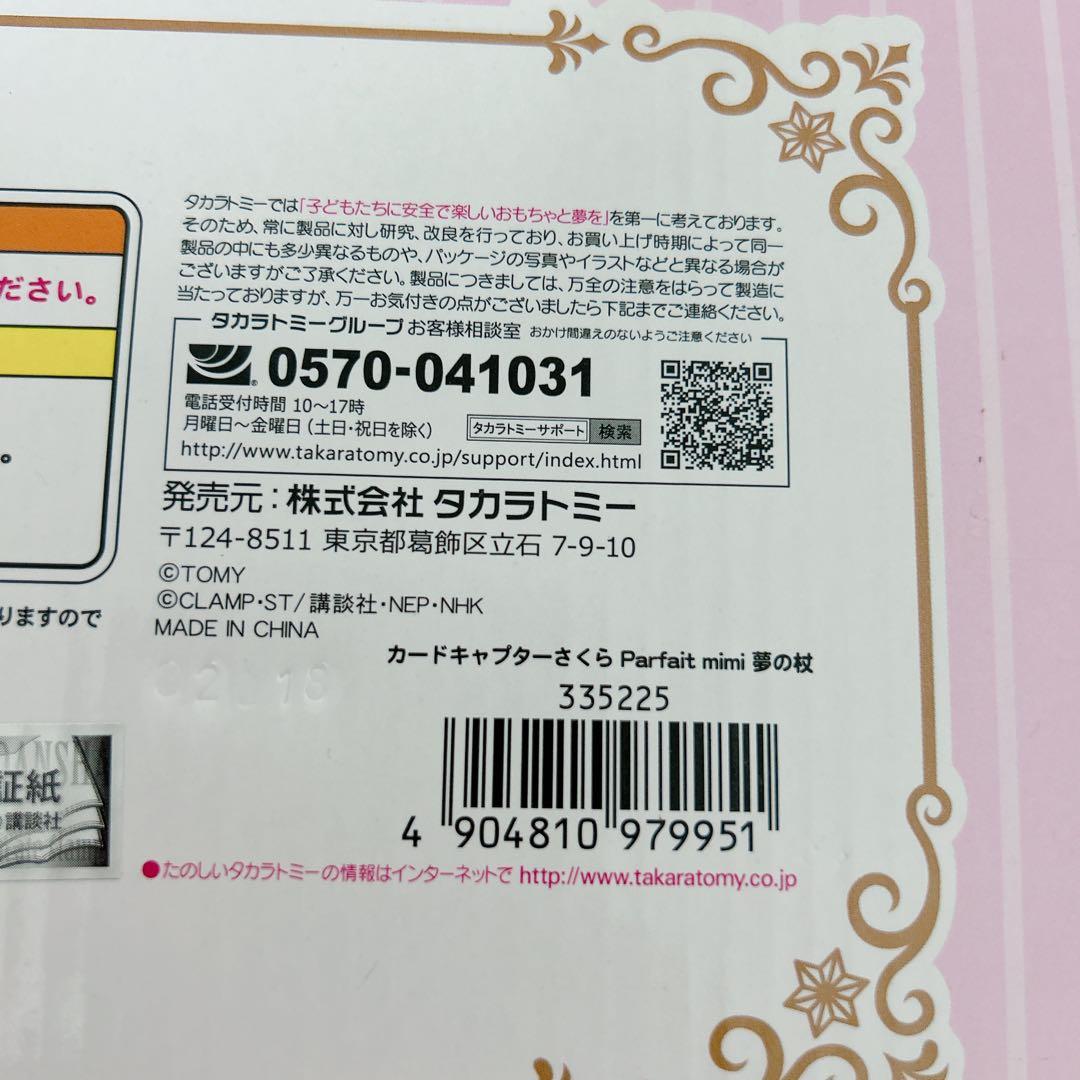 タカラトミーでは「子どもたちに安全で楽しいおもちゃと夢を」を第一に考えております。
そのため、常に製品に対し研究、改良を行っており、お買い上げ時期によって同一
製品の中にも多少異なるものや、パッケージの写真やイラストなどと異なる場合が
ございますがご了承ください。製品につきましては、万全の注意をはらって製造に
当たっておりますが、万一お気付きの点がございましたら下記までご連絡ください。
タカラトミーグループ お客様相談室 おかけ間違えのないようご注意ください
0570-041031
電話受付時間 10〜17時
月曜日〜金曜日（土日・祝日を除く）
タカラトミーサポート 検索
http://www.takaratomy.co.jp/support/index.html
発売元：株式会社 タカラトミー
〒124-8511 東京都葛飾区立石 7-9-10
©TOMY
©CLAMP・ST/講談社・NEP・NHK
MADE IN CHINA
カードキャプターさくら Parfait mimi 夢の杖
335225
4 904810 979951
●たのしいタカラトミーの情報はインターネットで http://www.takaratomy.co.jp
ださい。
。
りますので
証紙
講談社